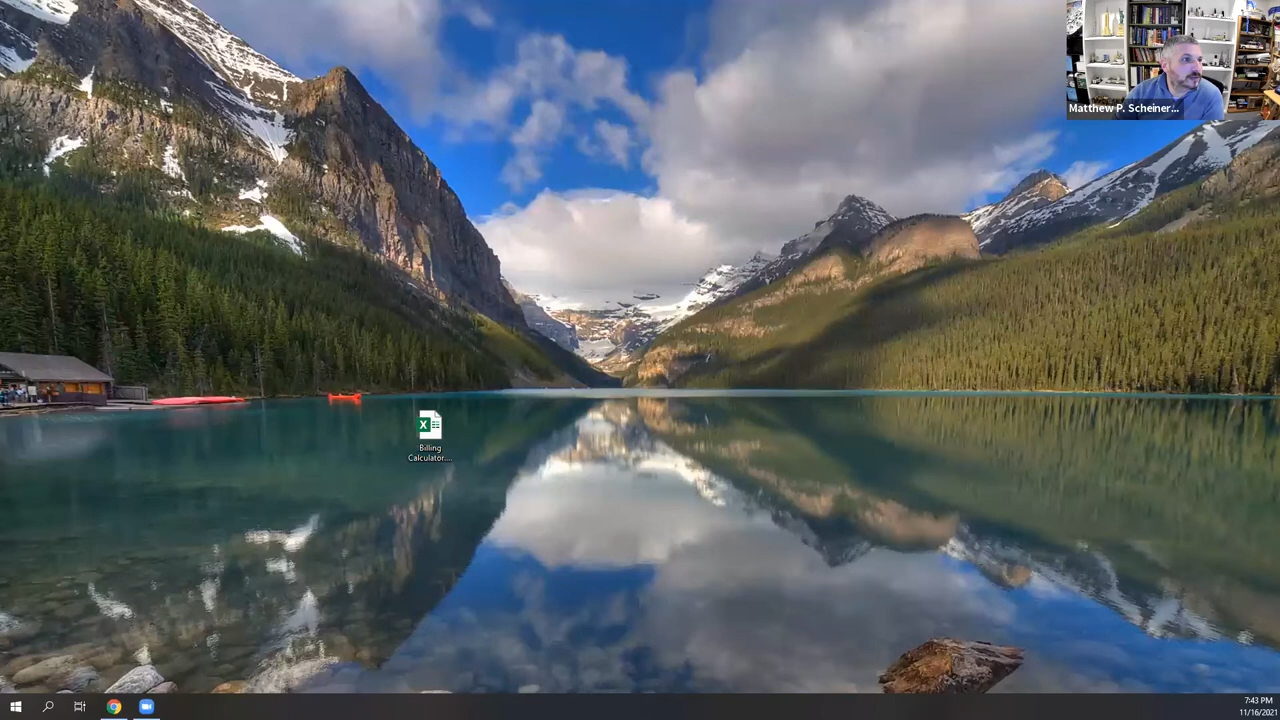 Matthew P. Scheiner...
Billing
Calculator....
7:43 PM
11/16/2021